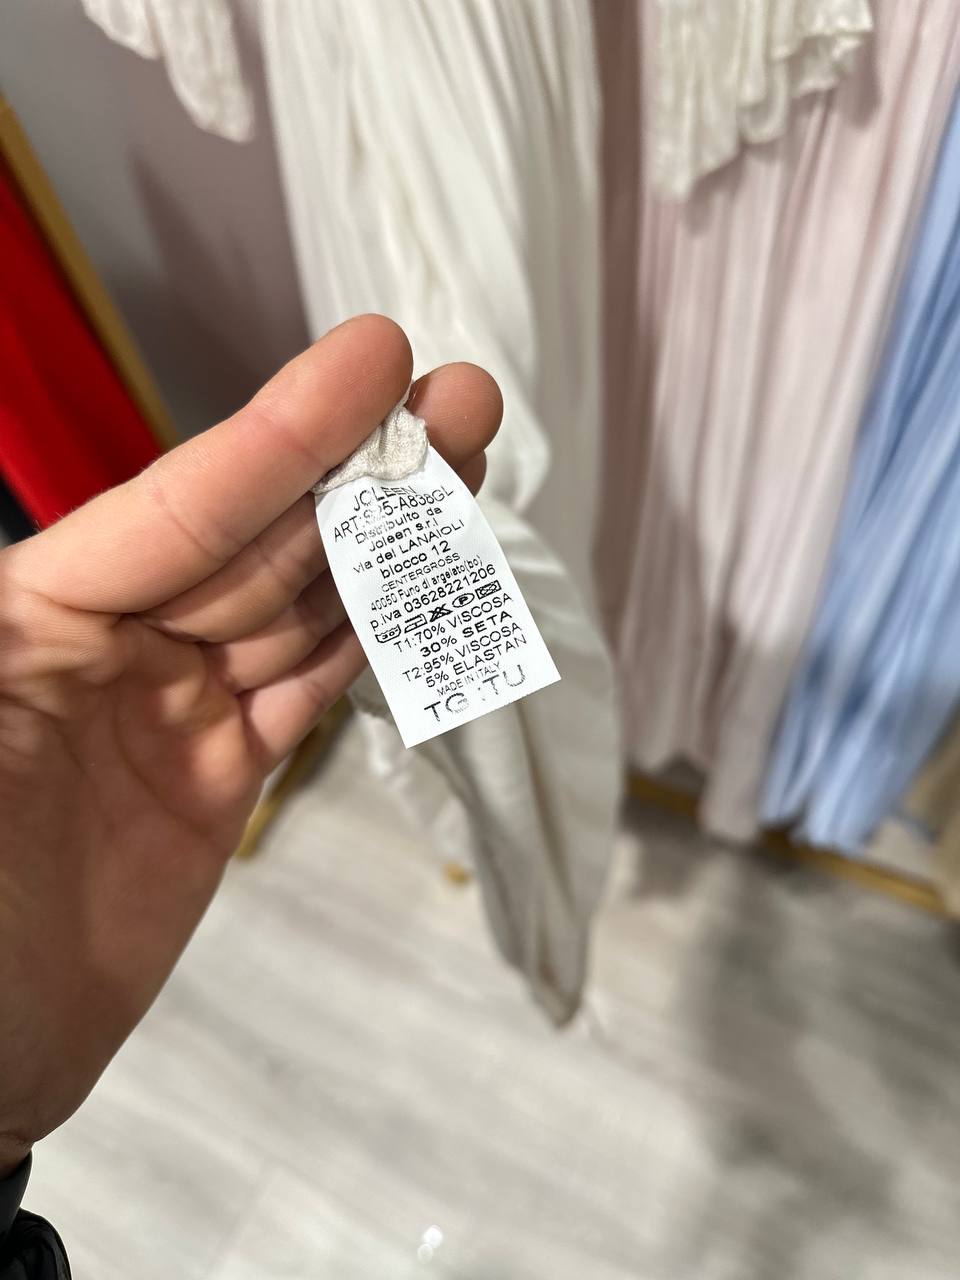 JOLEEN
ART:S25-A838GL
Distribuito da
Joleen s.r.l
via dei LANAIOLI
blocco 12
CENTERGROSS
40050 Funo di argelato(bo)
p.iva 03628221206
T1:70% VISCOSA
30% SETA
T2:95% VISCOSA
5% ELASTAN
MADE IN ITALY
TG:TU